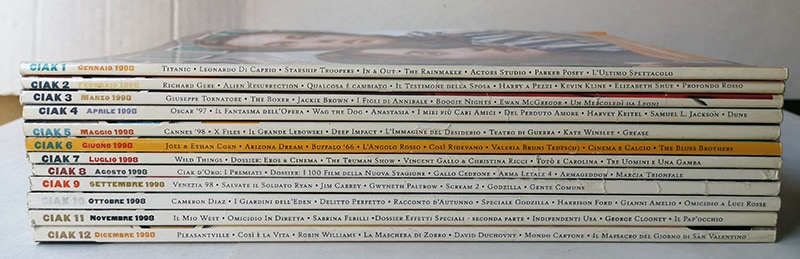 CIAK 1 GENNAIO 1998 TITANIC • LEONARDO DI CAPRIO • STARSHIP TROOPERS • IN & OUT • THE RAINMAKER • ACTORS STUDIO • PARKER POSEY • L'ULTIMO SPETTACOLO
CIAK 2 FEBBRAIO 1998 RICHARD GERE • ALIEN RESURRECTION • QUALCOSA È CAMBIATO • IL TESTIMONE DELLA SPOSA • HARRY A PEZZI • KEVIN KLINE • ELIZABETH SHUE • PROFONDO ROSSO
CIAK 3 MARZO 1998 GIUSEPPE TORNATORE • THE BOXER • JACKIE BROWN • I FIGLI DI ANNIBALE • BOOGIE NIGHTS • EWAN MCGREGOR • UN MERCOLEDÌ DA LEONI
CIAK 4 APRILE 1998 OSCAR '97 • IL FANTASMA DELL'OPERA • WAG THE DOG • ANASTASIA • I MIEI PIÙ CARI AMICI • DEL PERDUTO AMORE • HARVEY KEITEL • SAMUEL L. JACKSON • DUNE
CIAK 5 MAGGIO 1998 CANNES '98 • X FILES • IL GRANDE LEBOWSKI • DEEP IMPACT • L'IMMAGINE DEL DESIDERIO • TEATRO DI GUERRA • KATE WINSLET • GREASE
CIAK 6 GIUGNO 1998 JOEL & ETHAN COEN • ARIZONA DREAM • BUFFALO '66 • L'ANGOLO ROSSO • COSÌ RIDEVANO • VALERIA BRUNI TEDESCHI • CINEMA E CALCIO • THE BLUES BROTHERS
CIAK 7 LUGLIO 1998 WILD THINGS • DOSSIER: EROS & CINEMA • THE TRUMAN SHOW • VINCENT GALLO & CHRISTINA RICCI • TOTÒ E CAROLINA • TRE UOMINI E UNA GAMBA
CIAK 8 AGOSTO 1998 CIAK D'ORO: I PREMIATI • DOSSIER: I 100 FILM DELLA NUOVA STAGIONE • GALLO CEDRONE • ARMA LETALE 4 • ARMAGEDDON • MARCIA TRIONFALE
CIAK 9 SETTEMBRE 1998 VENEZIA 98 • SALVATE IL SOLDATO RYAN • JIM CARREY • GWYNETH PALTROW • SCREAM 2 • GODZILLA • GENTE COMUNE
CIAK 10 OTTOBRE 1998 CAMERON DIAZ • I GIARDINI DELL'EDEN • DELITTO PERFETTO • RACCONTO D'AUTUNNO • SPECIALE GODZILLA • HARRISON FORD • GIANNI AMELIO • OMICIDIO A LUCI ROSSE
CIAK 11 NOVEMBRE 1998 IL MIO WEST • OMICIDIO IN DIRETTA • SABRINA FERILLI • DOSSIER EFFETTI SPECIALI - SECONDA PARTE • INDIPENDENTI USA • GEORGE CLOONEY • IL PAP'OCCHIO
CIAK 12 DICEMBRE 1998 PLEASANTVILLE • COSÌ È LA VITA • ROBIN WILLIAMS • LA MASCHERA DI ZORRO • DAVID DUCHOVNY • MONDO CARTONE • IL MASSACRO DEL GIORNO DI SAN VALENTINO